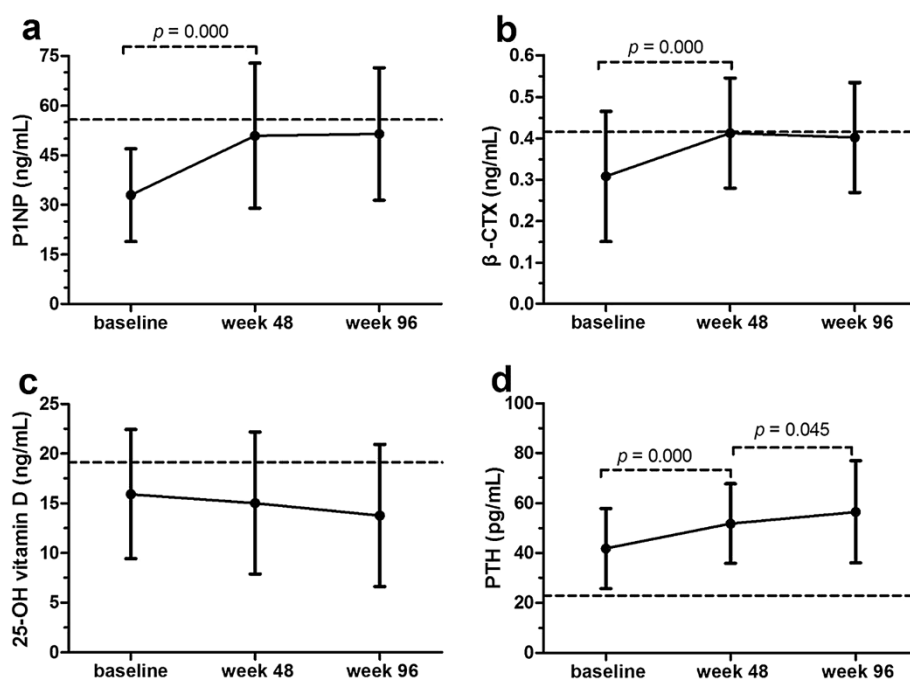 a
p = 0.000
75
60
45
30
15
0
P1NP (ng/mL)
baseline week 48 week 96
b
p = 0.000
0.6
0.5
0.4
0.3
0.2
0.1
0.0
β -CTX (ng/mL)
baseline week 48 week 96
c
25
20
15
10
5
0
25-OH vitamin D (ng/mL)
baseline week 48 week 96
d
p = 0.000
p = 0.045
100
80
60
40
20
0
PTH (pg/mL)
baseline week 48 week 96